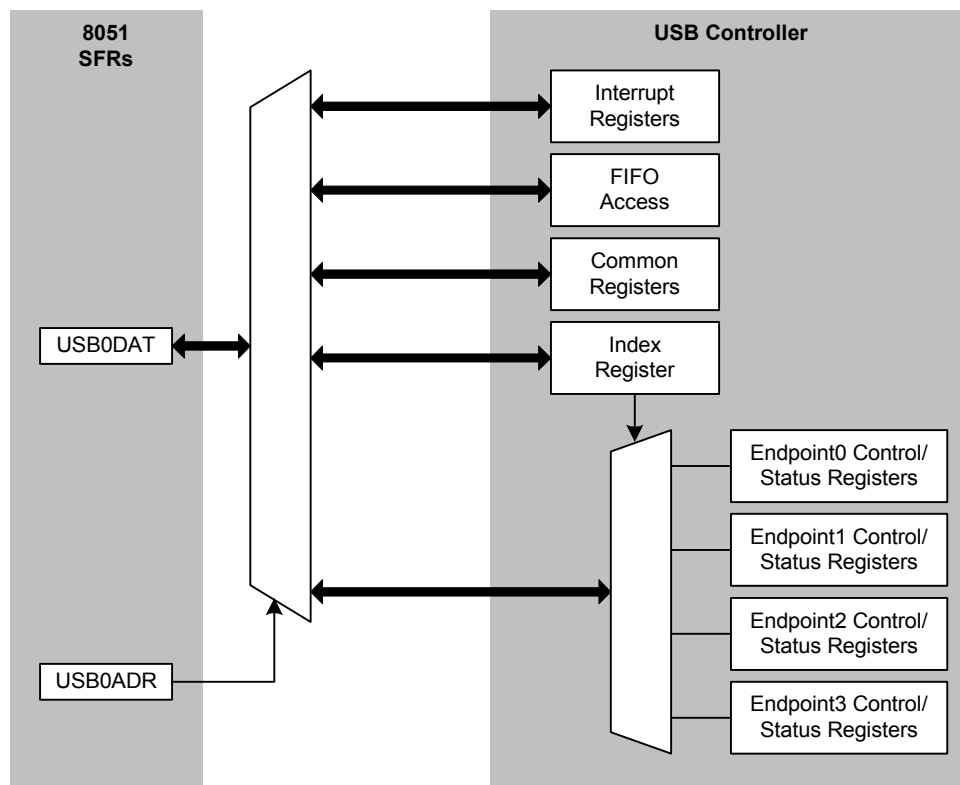 8051
SFRs
USB Controller
Interrupt
Registers
FIFO
Access
Common
Registers
USB0DAT
Index
Register
Endpoint0 Control/
Status Registers
Endpoint1 Control/
Status Registers
Endpoint2 Control/
Status Registers
USB0ADR
Endpoint3 Control/
Status Registers